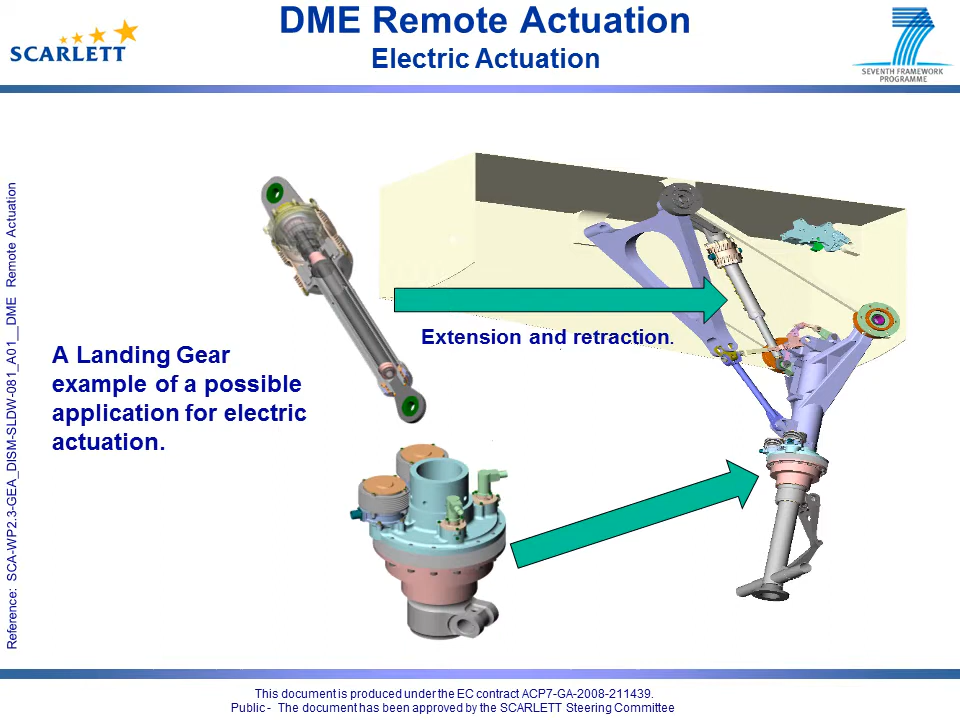 DME Remote Actuation
Electric Actuation
SCARLETT
SEVENTH FRAMEWORK
PROGRAMME
Reference: SCA-WP2.3-GEA_DISM-SLDW-081_A01__DME Remote Actuation
Extension and retraction.
A Landing Gear
example of a possible
application for electric
actuation.
This document is produced under the EC contract ACP7-GA-2008-211439.
Public - The document has been approved by the SCARLETT Steering Committee